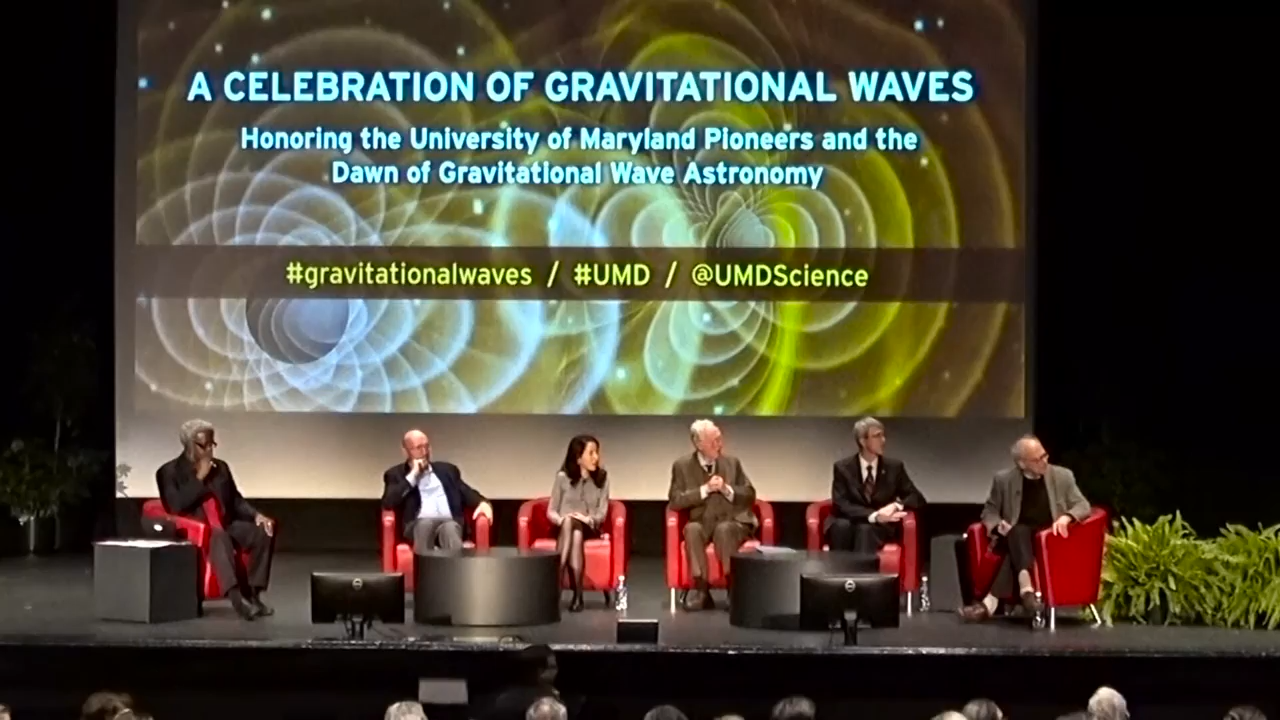 A CELEBRATION OF GRAVITATIONAL WAVES
Honoring the University of Maryland Pioneers and the
Dawn of Gravitational Wave Astronomy
#gravitationalwaves / #UMD / @UMDScience